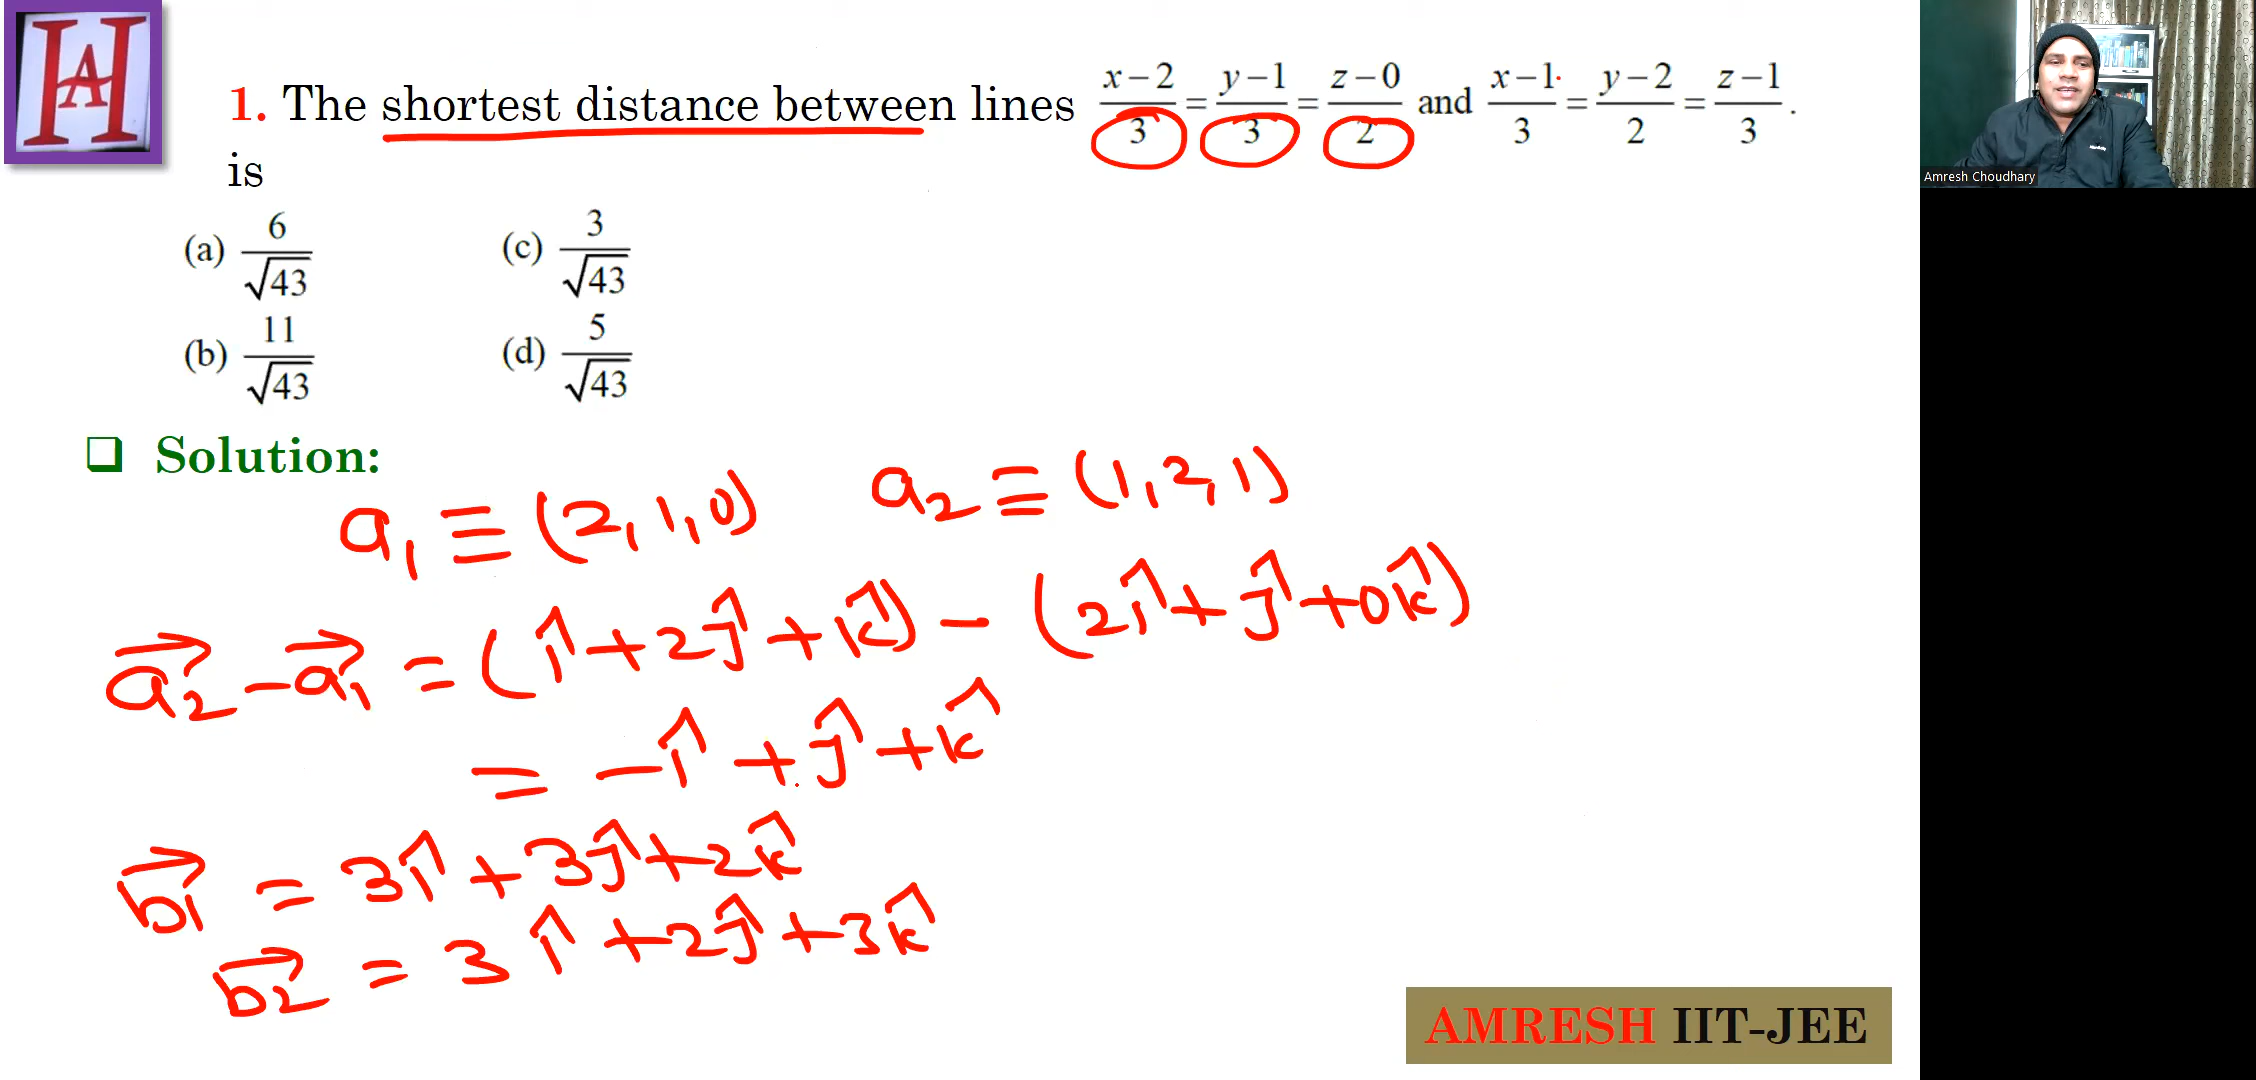 HA
1. The shortest distance between lines (x-2)/3 = (y-1)/3 = (z-0)/2 and (x-1)/3 = (y-2)/2 = (z-1)/3 .
is
(a) 6/√43 (c) 3/√43
(b) 11/√43 (d) 5/√43
❑ Solution:
a₁ ≡ (2, 1, 0) a₂ ≡ (1, 2, 1)
a₂⃗ - a₁⃗ = (î + 2ĵ + k̂) - (2î + ĵ + 0k̂)
= -î + ĵ + k̂
b₁⃗ = 3î + 3ĵ + 2k̂
b₂⃗ = 3î + 2ĵ + 3k̂
AMRESH IIT-JEE
Amresh Choudhary